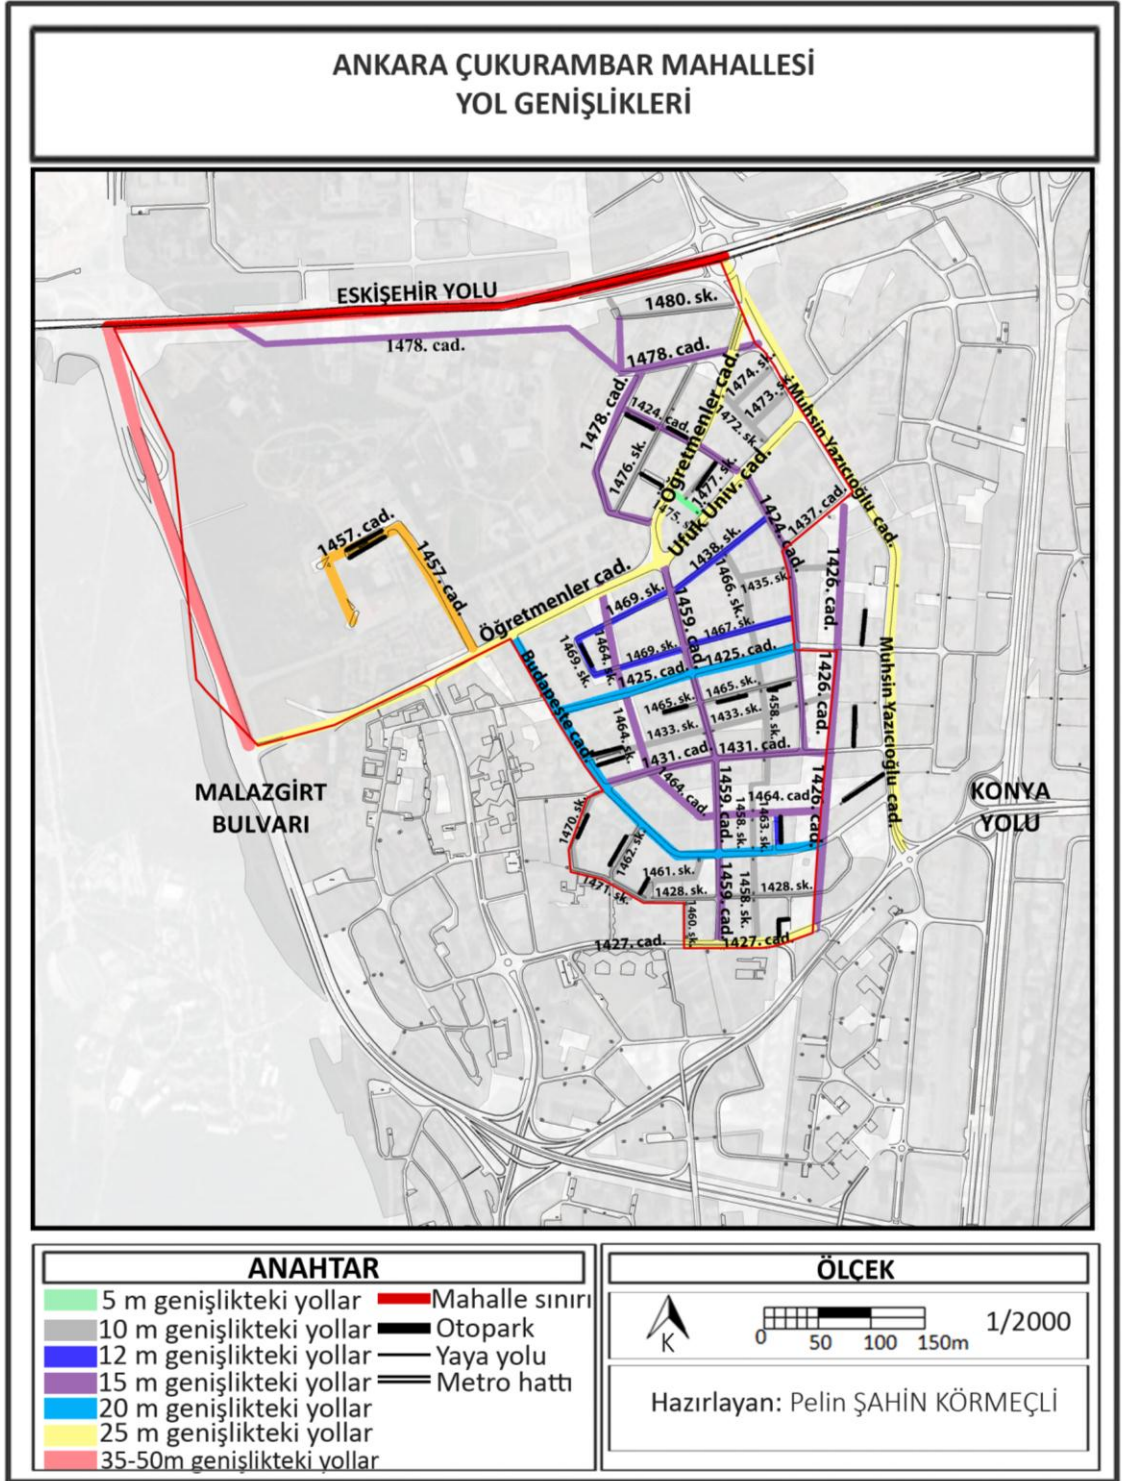 ANKARA ÇUKURAMBAR MAHALLESİ
YOL GENİŞLİKLERİ
ESKİŞEHİR YOLU
1480. sk.
1478. cad.
1478. cad.
1474. sk.
1473. sk.
1478. cad.
1424. cad.
1472. sk.
Öğretmenler cad.
Muhsin Yazıcıoğlu cad.
1476. sk.
1477. sk.
1475.
Ufuk Üniv. cad.
1424. cad.
1437. cad.
1457. cad.
1457. cad.
1438. sk.
1466. sk.
1435. sk.
1426. cad.
Öğretmenler cad.
1469. sk.
1459. cad.
1467. sk.
1469. sk.
1464. sk.
1469. sk.
1425. cad.
1425. cad.
Budapeşte cad.
Muhsin Yazıcıoğlu cad.
1426. cad.
1465. sk.
1465. sk.
1458. sk.
1433. sk.
1433. sk.
1464. sk.
1431. cad.
1431. cad.
MALAZGİRT
BULVARI
KONYA
YOLU
1464. cad.
1459. cad.
1464. cad.
1426. cad.
1458. sk.
1463. sk.
1470. sk.
1462. sk.
1461. sk.
1471. sk.
1428. sk.
1459. cad.
1458. sk.
1428. sk.
1460. sk.
1427. cad.
1427. cad.
ANAHTAR
5 m genişlikteki yollar
10 m genişlikteki yollar
12 m genişlikteki yollar
15 m genişlikteki yollar
20 m genişlikteki yollar
25 m genişlikteki yollar
35-50m genişlikteki yollar
Mahalle sınırı
Otopark
Yaya yolu
Metro hattı
ÖLÇEK
K
0 50 100 150m
1/2000
Hazırlayan: Pelin ŞAHİN KÖRMEÇLİ